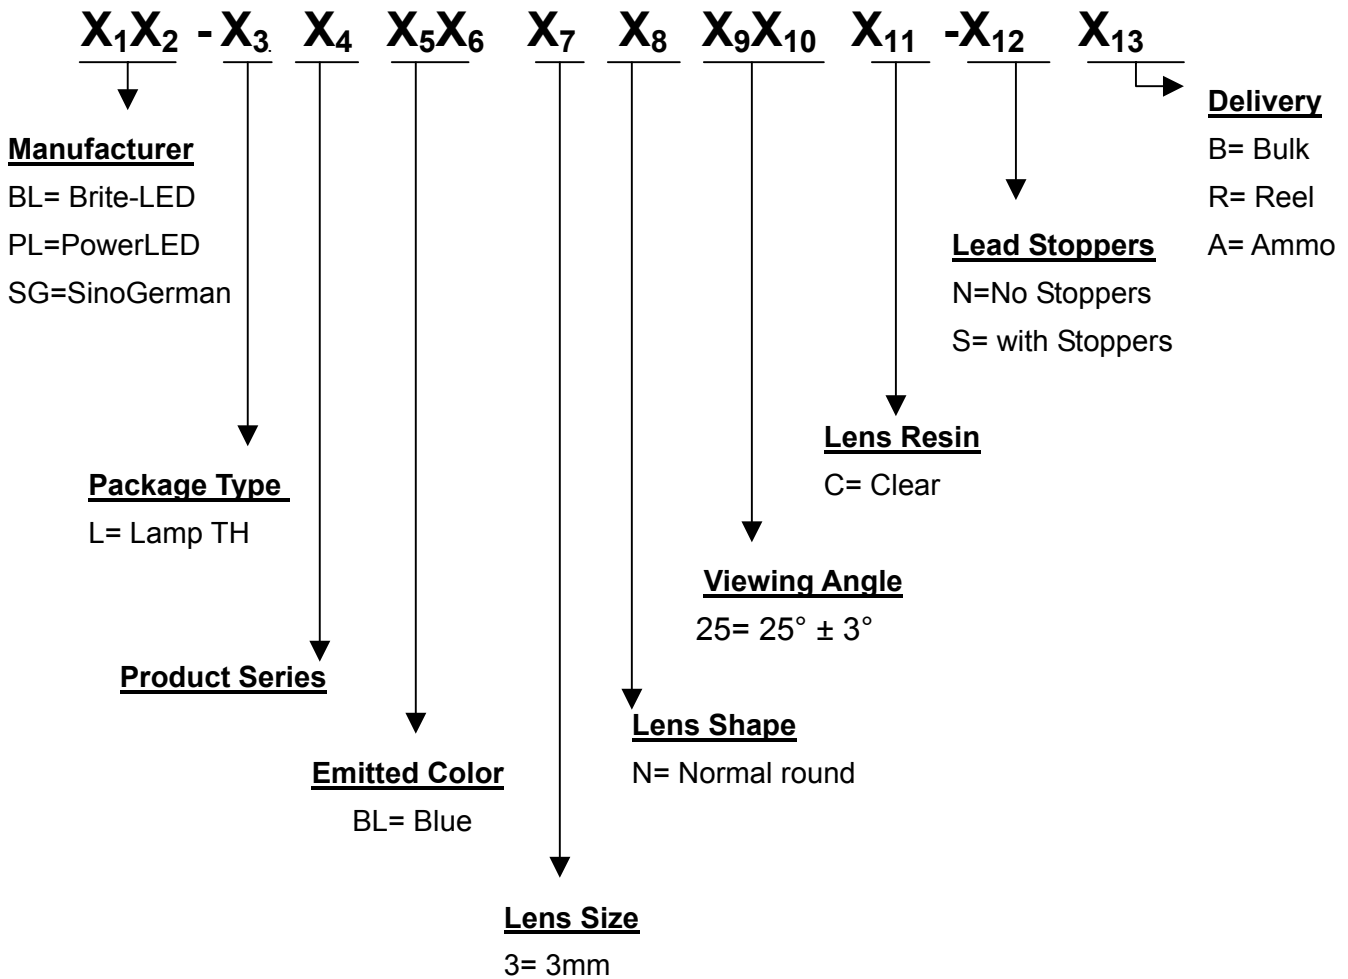 X₁X₂ - X₃ X₄ X₅X₆ X₇ X₈ X₉X₁₀ X₁₁ -X₁₂ X₁₃
Manufacturer
BL= Brite-LED
PL=PowerLED
SG=SinoGerman
Package Type
L= Lamp TH
Product Series
Emitted Color
BL= Blue
Lens Size
3= 3mm
Lens Shape
N= Normal round
Viewing Angle
25= 25° ± 3°
Lens Resin
C= Clear
Lead Stoppers
N=No Stoppers
S= with Stoppers
Delivery
B= Bulk
R= Reel
A= Ammo